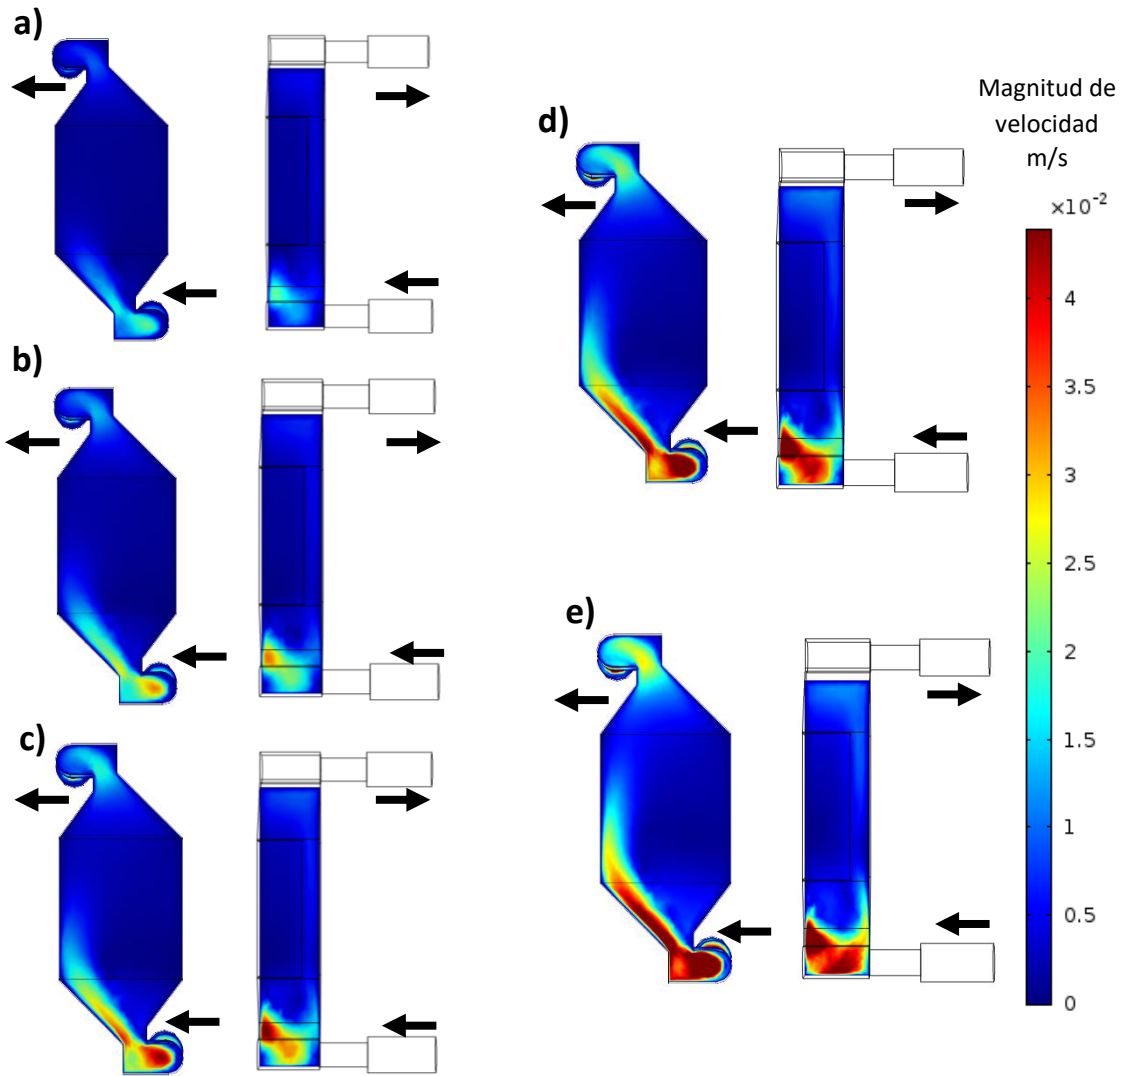 a)
b)
c)
d)
e)
Magnitud de
velocidad
m/s
×10⁻²
4
3.5
3
2.5
2
1.5
1
0.5
0